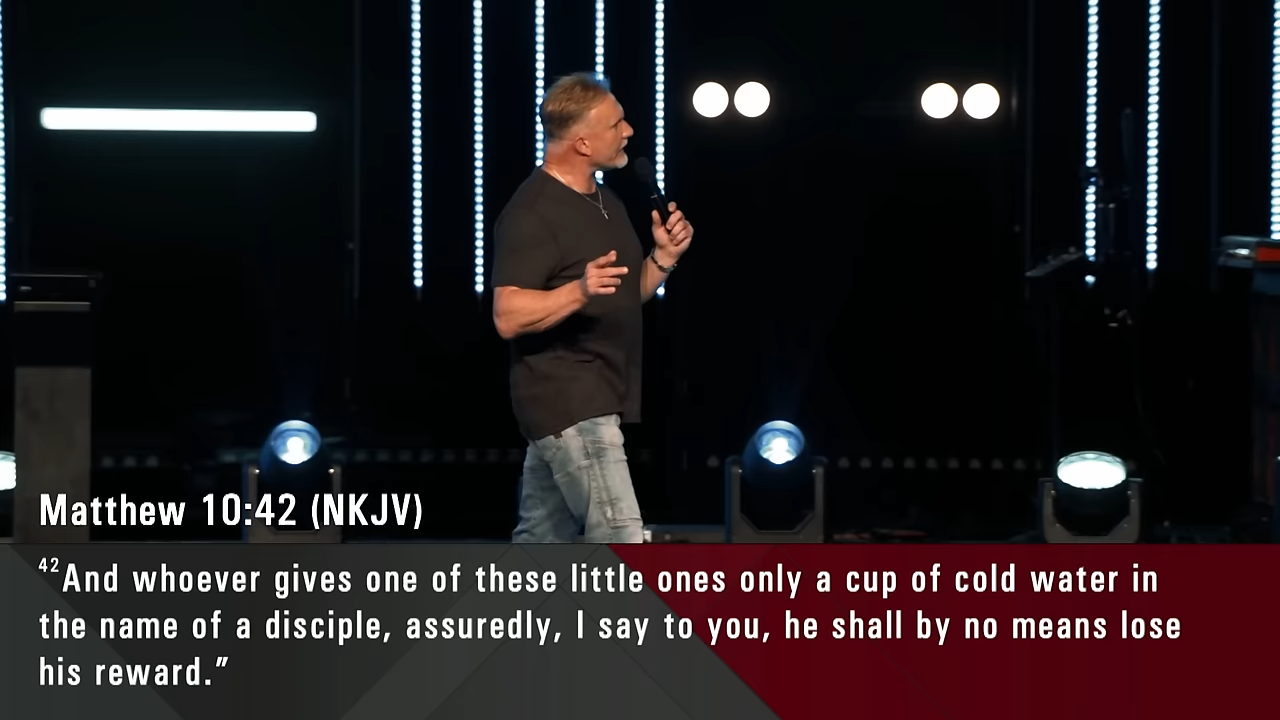 Matthew 10:42 (NKJV)
42And whoever gives one of these little ones only a cup of cold water in
the name of a disciple, assuredly, I say to you, he shall by no means lose
his reward.”